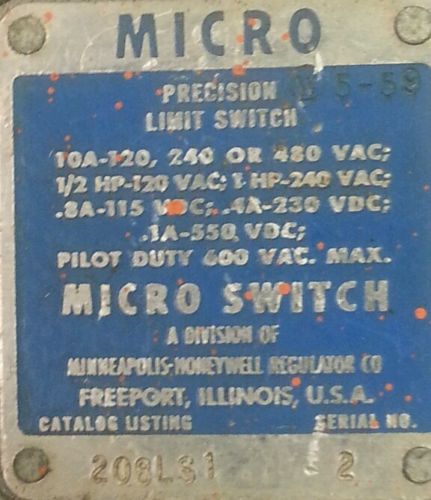 MICRO
PRECISION
LIMIT SWITCH
10A-120, 240 OR 480 VAC;
1/2 HP-120 VAC; 1 HP-240 VAC;
.8A-115 VDC; .4A-230 VDC;
.1A-550 VDC;
PILOT DUTY 600 VAC. MAX.
MICRO SWITCH
A DIVISION OF
MINNEAPOLIS-HONEYWELL REGULATOR CO
FREEPORT, ILLINOIS, U.S.A.
CATALOG LISTING SERIAL NO.
208LS1 2